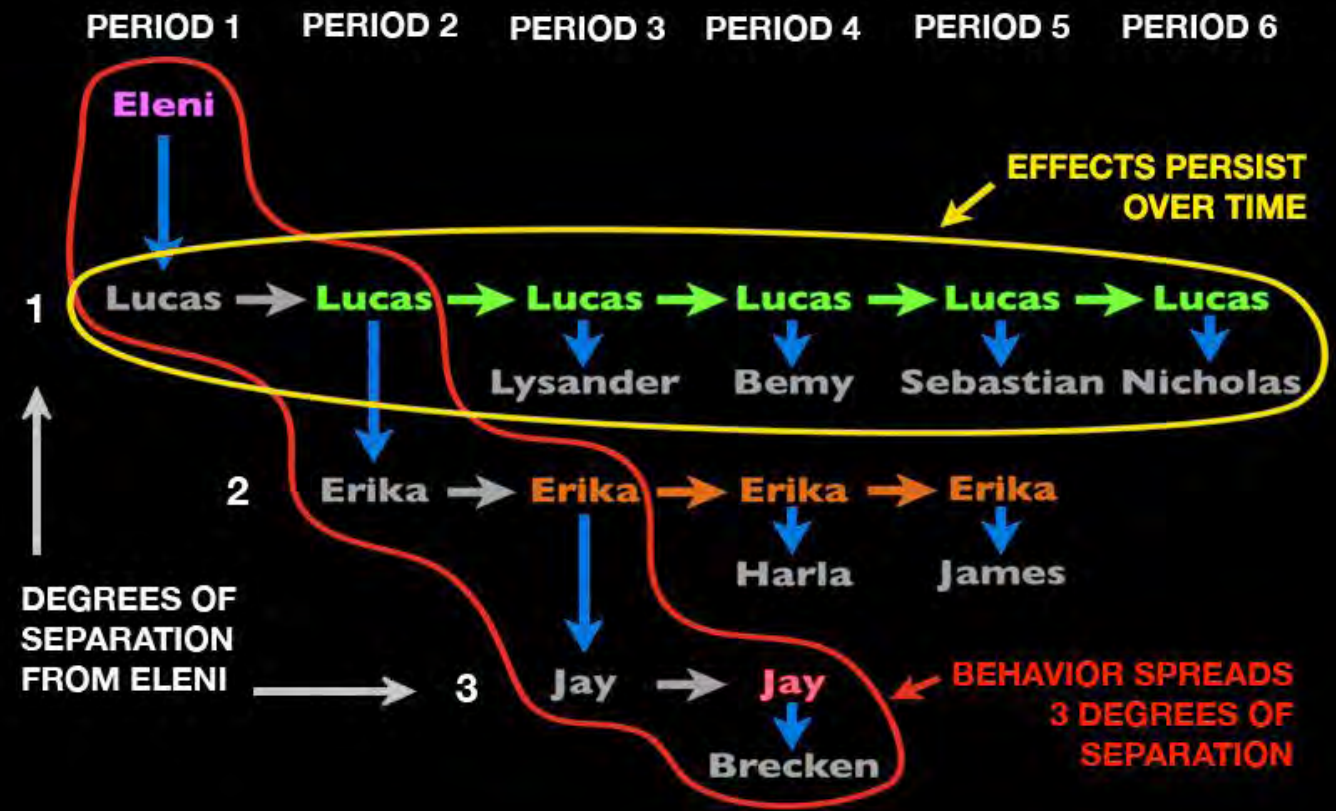 PERIOD 1 PERIOD 2 PERIOD 3 PERIOD 4 PERIOD 5 PERIOD 6
Eleni
EFFECTS PERSIST
OVER TIME
1 Lucas Lucas Lucas Lucas Lucas Lucas
Lysander Bemy Sebastian Nicholas
2 Erika Erika Erika Erika
Harla James
DEGREES OF
SEPARATION
FROM ELENI
3 Jay Jay
BEHAVIOR SPREADS
3 DEGREES OF
SEPARATION
Brecken